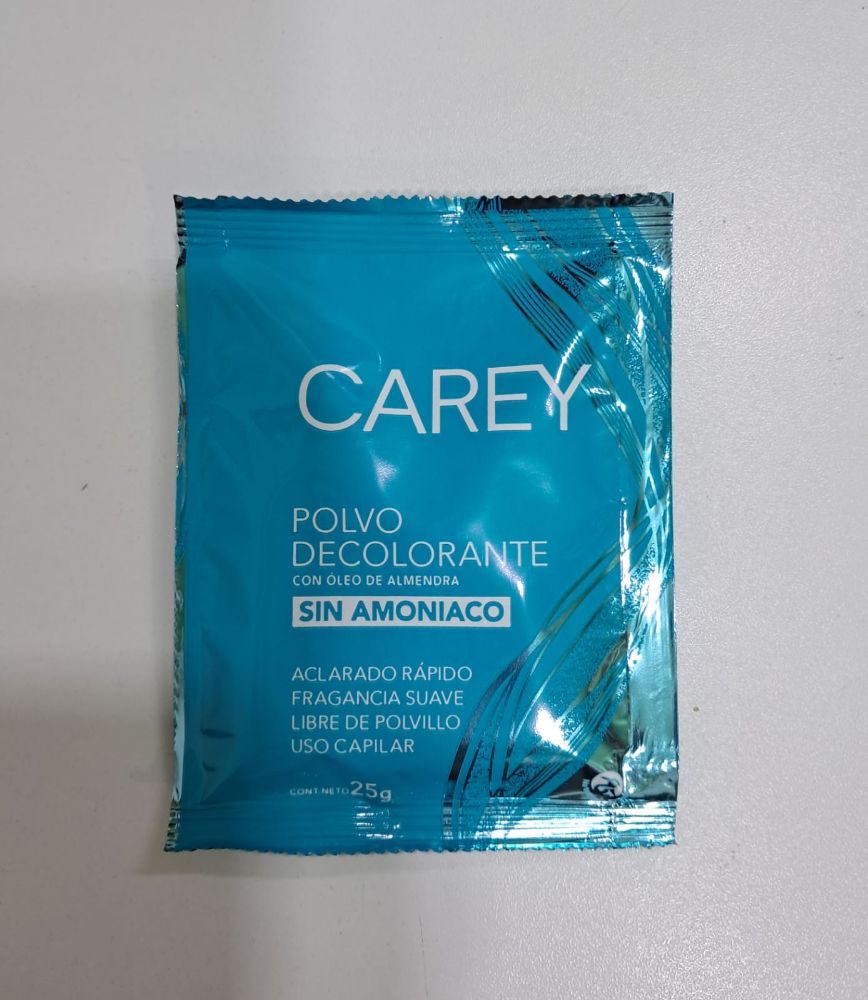 CAREY
POLVO
DECOLORANTE
CON ÓLEO DE ALMENDRA
SIN AMONIACO
ACLARADO RÁPIDO
FRAGANCIA SUAVE
LIBRE DE POLVILLO
USO CAPILAR
CONT. NETO 25g